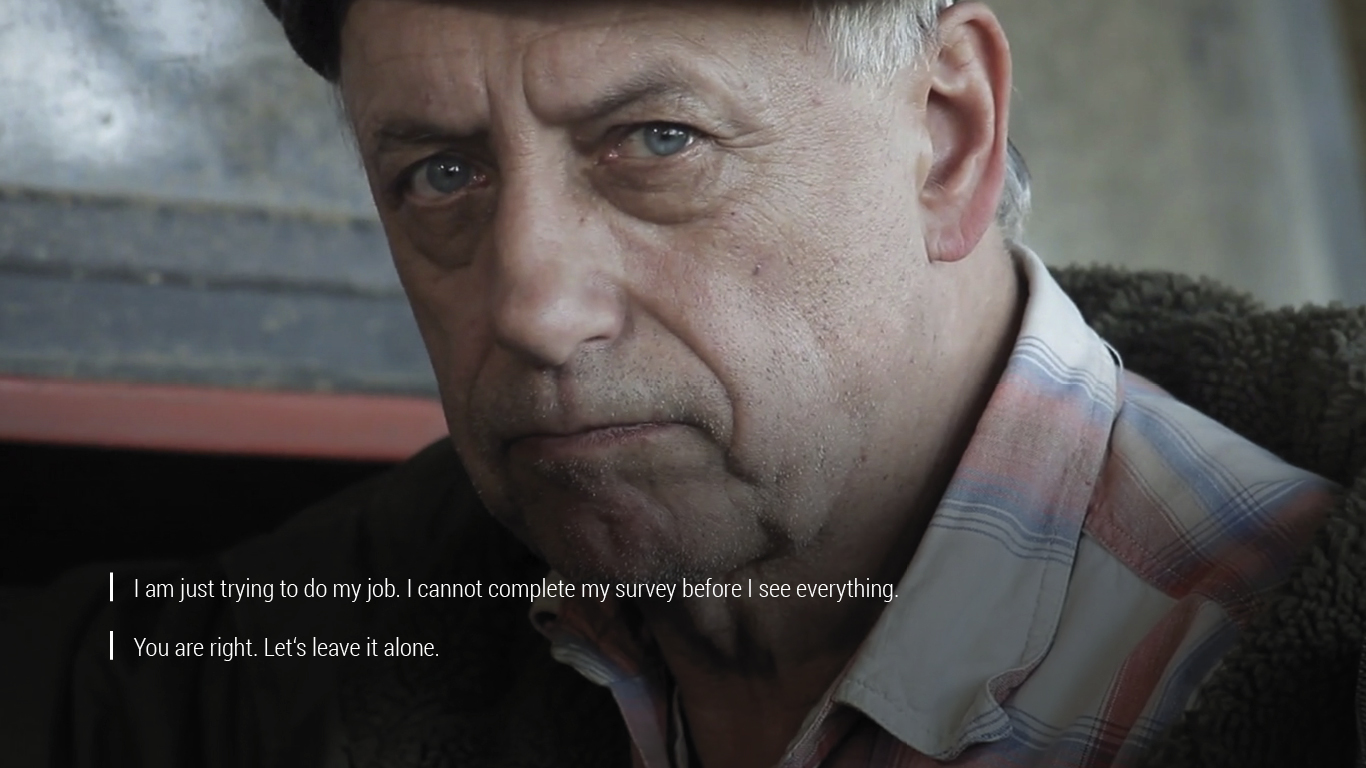 I am just trying to do my job. I cannot complete my survey before I see everything.
You are right. Let‘s leave it alone.